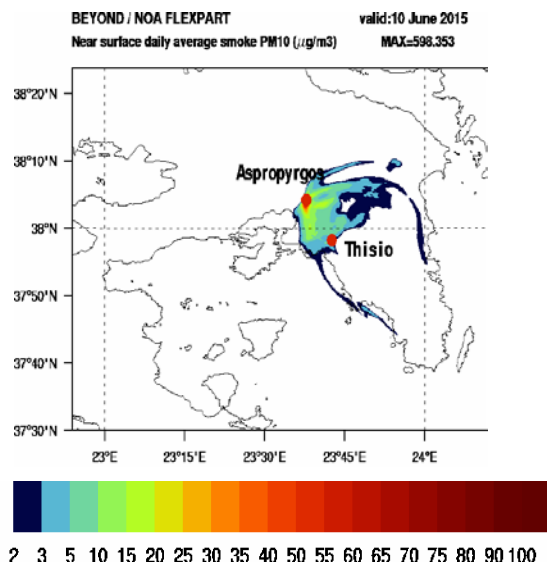 BEYOND / NOA FLEXPART valid:10 June 2015
Near surface daily average smoke PM10 (μg/m3) MAX=598.353
38°20'N
38°10'N
Aspropyrgos
38°N
Thisio
37°50'N
37°40'N
37°30'N
23°E 23°15'E 23°30'E 23°45'E 24°E
2 3 5 10 15 20 25 30 35 40 45 50 55 60 65 70 75 80 90 100